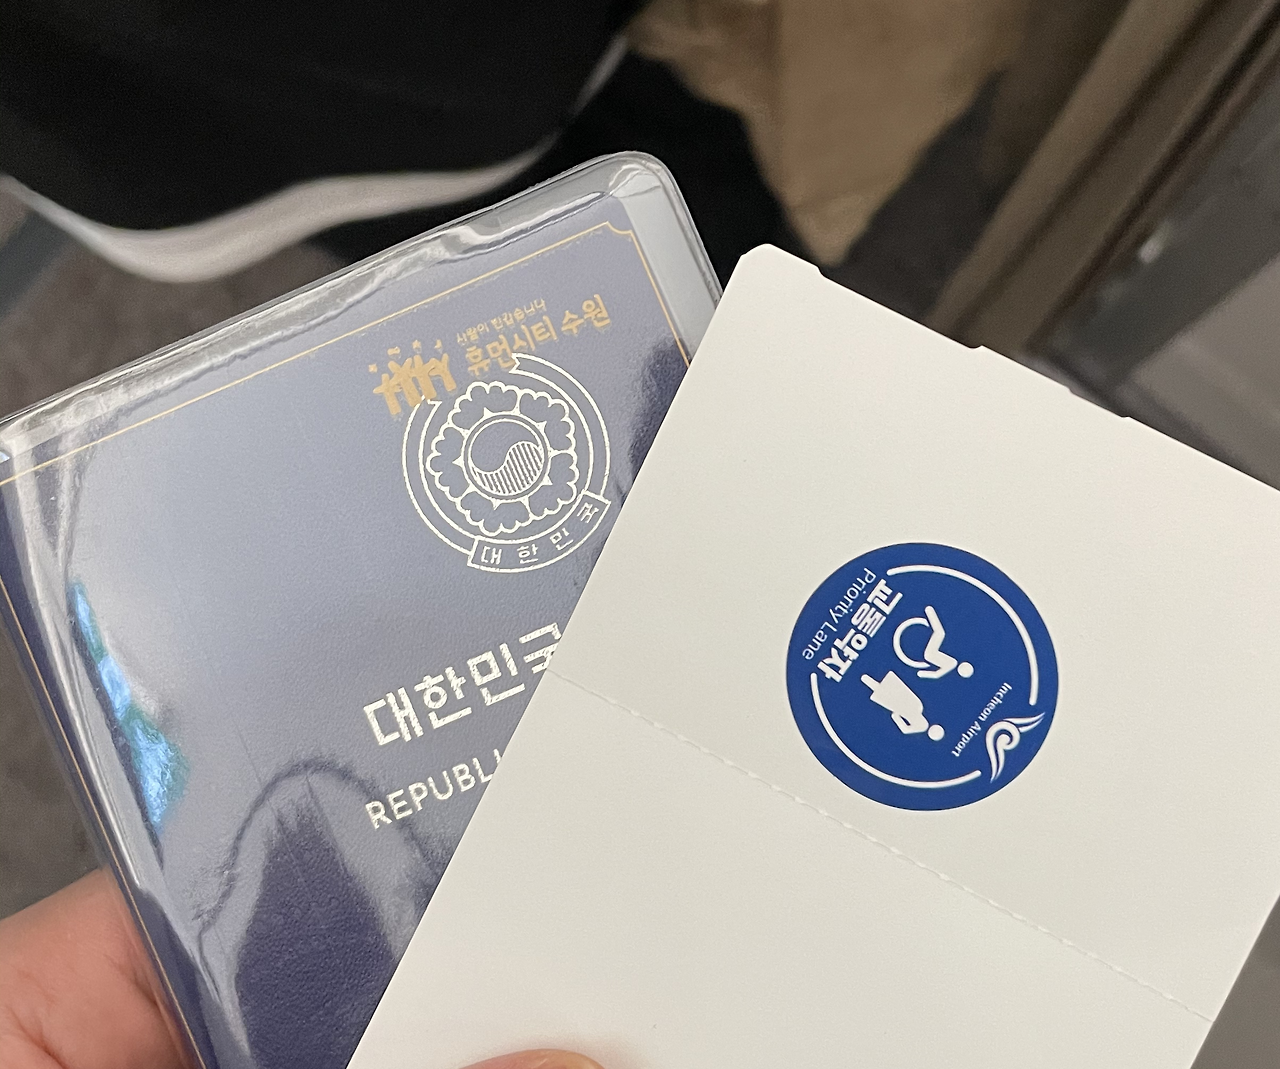 사람이 반갑습니다
휴먼시티 수원
대한민국
대한민국
REPUBLI
교통약자
Priority Lane
Incheon Airport